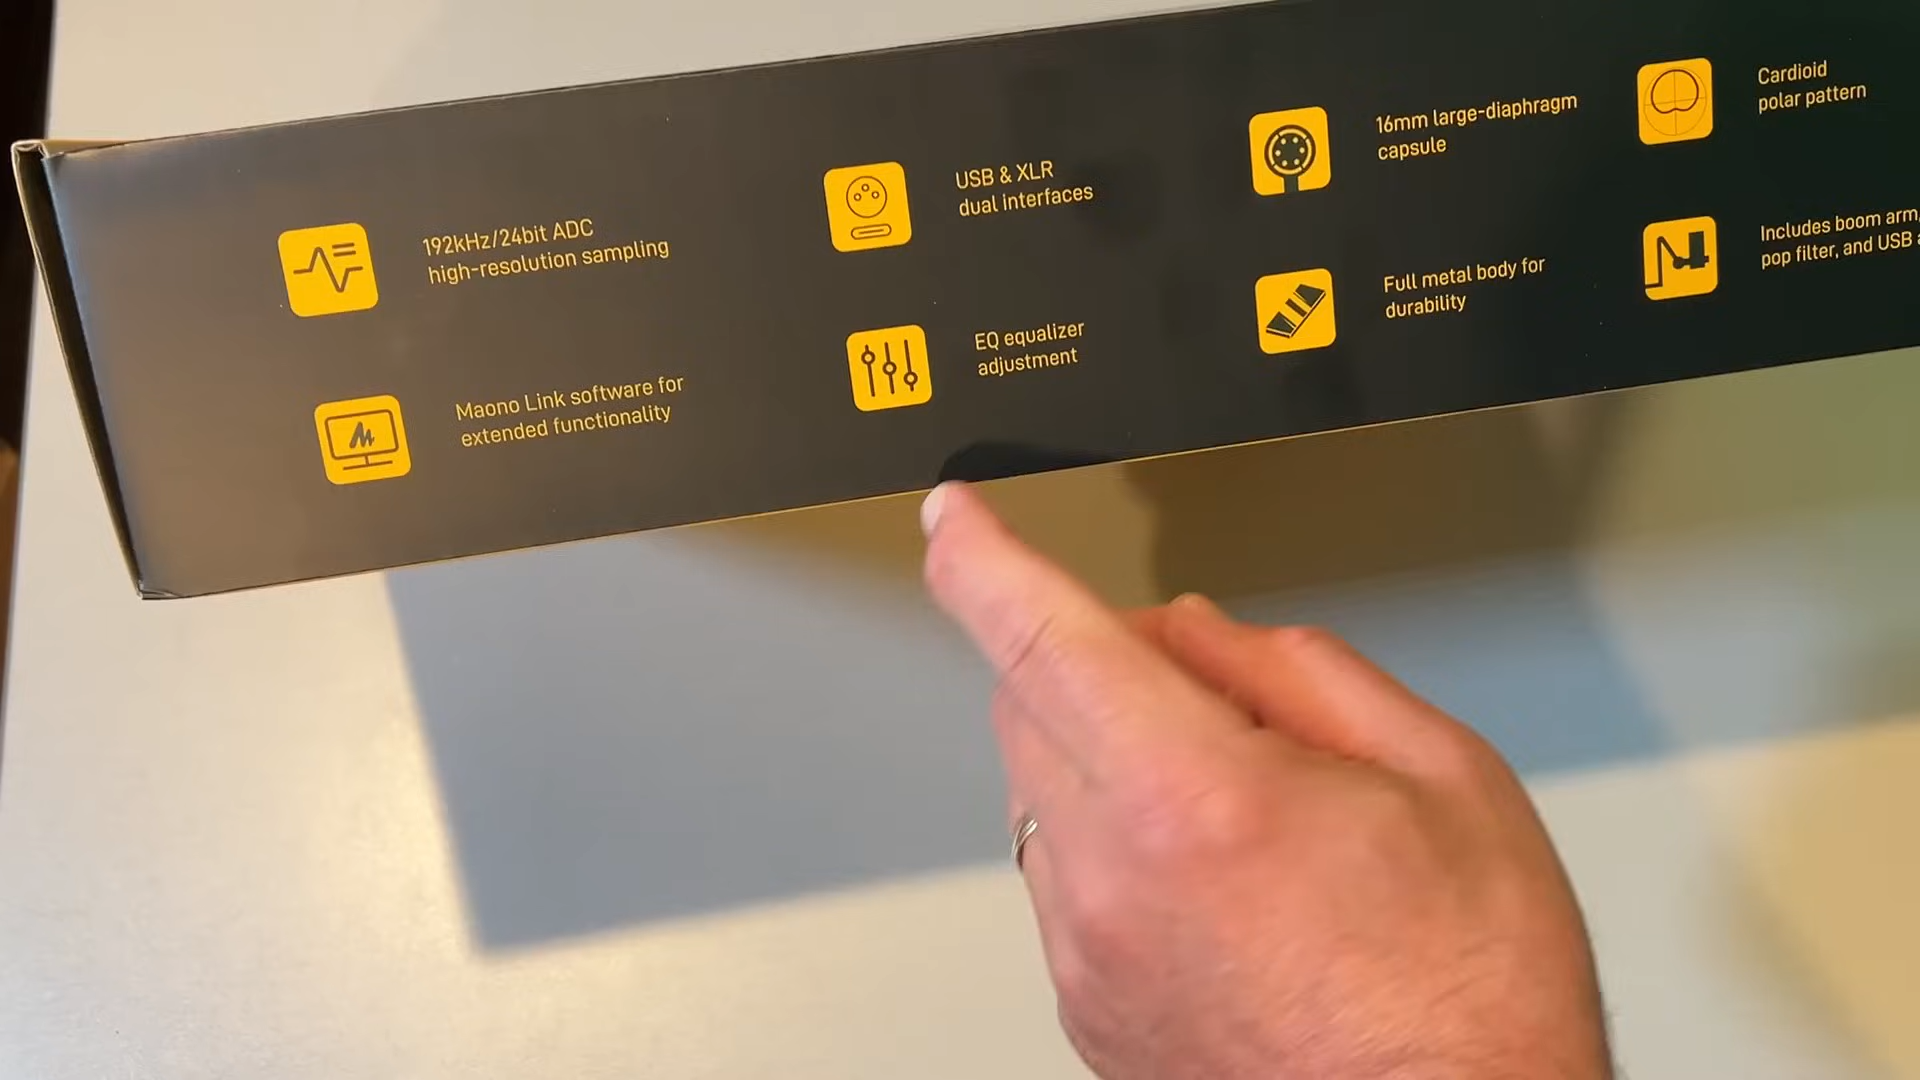 192kHz/24bit ADC
high-resolution sampling
USB & XLR
dual interfaces
16mm large-diaphragm
capsule
Cardioid
polar pattern
Maono Link software for
extended functionality
EQ equalizer
adjustment
Full metal body for
durability
Includes boom arm,
pop filter, and USB